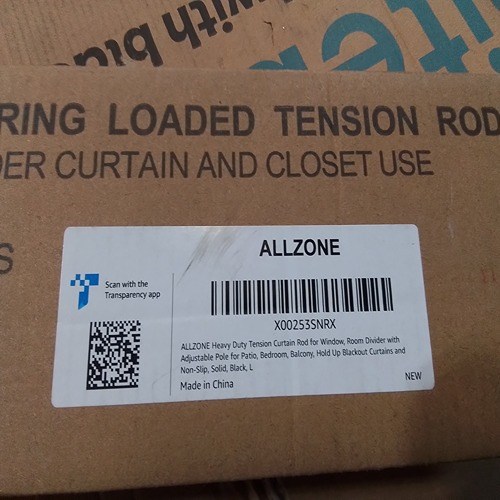 with bio
RING LOADED TENSION ROD
DER CURTAIN AND CLOSET USE
S
ALLZONE
Scan with the
Transparency app
X00253SNRX
ALLZONE Heavy Duty Tension Curtain Rod for Window, Room Divider with
Adjustable Pole for Patio, Bedroom, Balcony, Hold Up Blackout Curtains and
Non-Slip, Solid, Black, L
Made in China
NEW